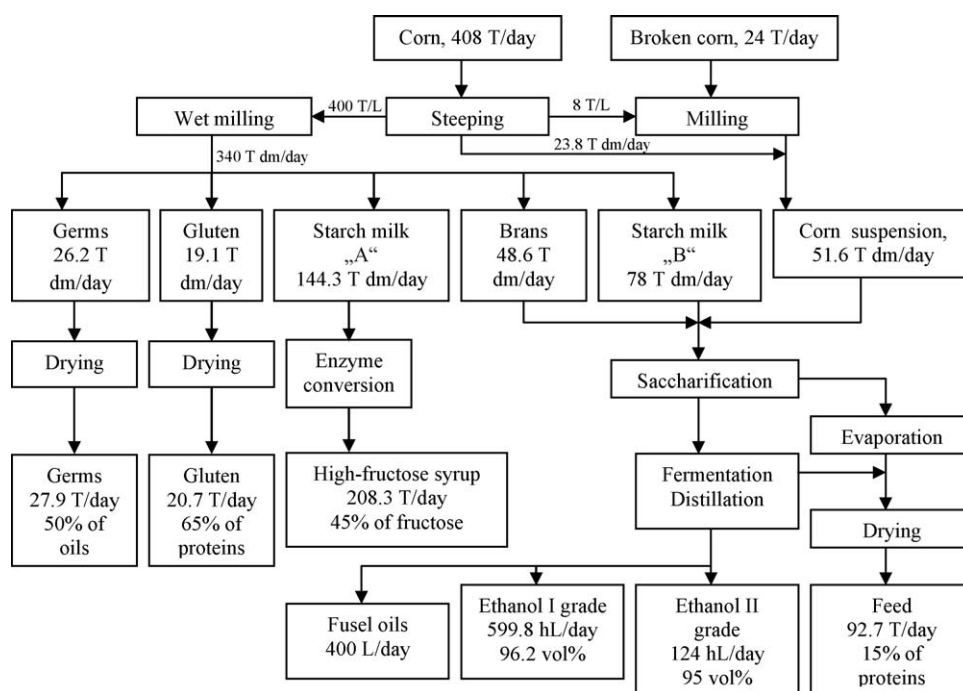 Corn, 408 T/day
Broken corn, 24 T/day
Wet milling
400 T/L
Steeping
8 T/L
Milling
340 T dm/day
23.8 T dm/day
Germs
26.2 T
dm/day
Gluten
19.1 T
dm/day
Starch milk
„A“
144.3 T dm/day
Brans
48.6 T
dm/day
Starch milk
„B“
78 T dm/day
Corn suspension,
51.6 T dm/day
Drying
Drying
Enzyme
conversion
Saccharification
Evaporation
Germs
27.9 T/day
50% of
oils
Gluten
20.7 T/day
65% of
proteins
High-fructose syrup
208.3 T/day
45% of fructose
Fermentation
Distillation
Drying
Fusel oils
400 L/day
Ethanol I grade
599.8 hL/day
96.2 vol%
Ethanol II
grade
124 hL/day
95 vol%
Feed
92.7 T/day
15% of
proteins